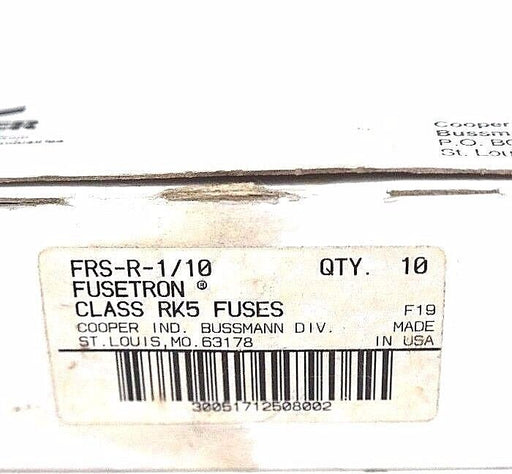 Cooper
Bussm
P.O. BO
St. Lou
FRS-R-1/10 QTY. 10
FUSETRON ®
CLASS RK5 FUSES F19
COOPER IND. BUSSMANN DIV. MADE
ST.LOUIS,MO.63178 IN USA
30051712508002